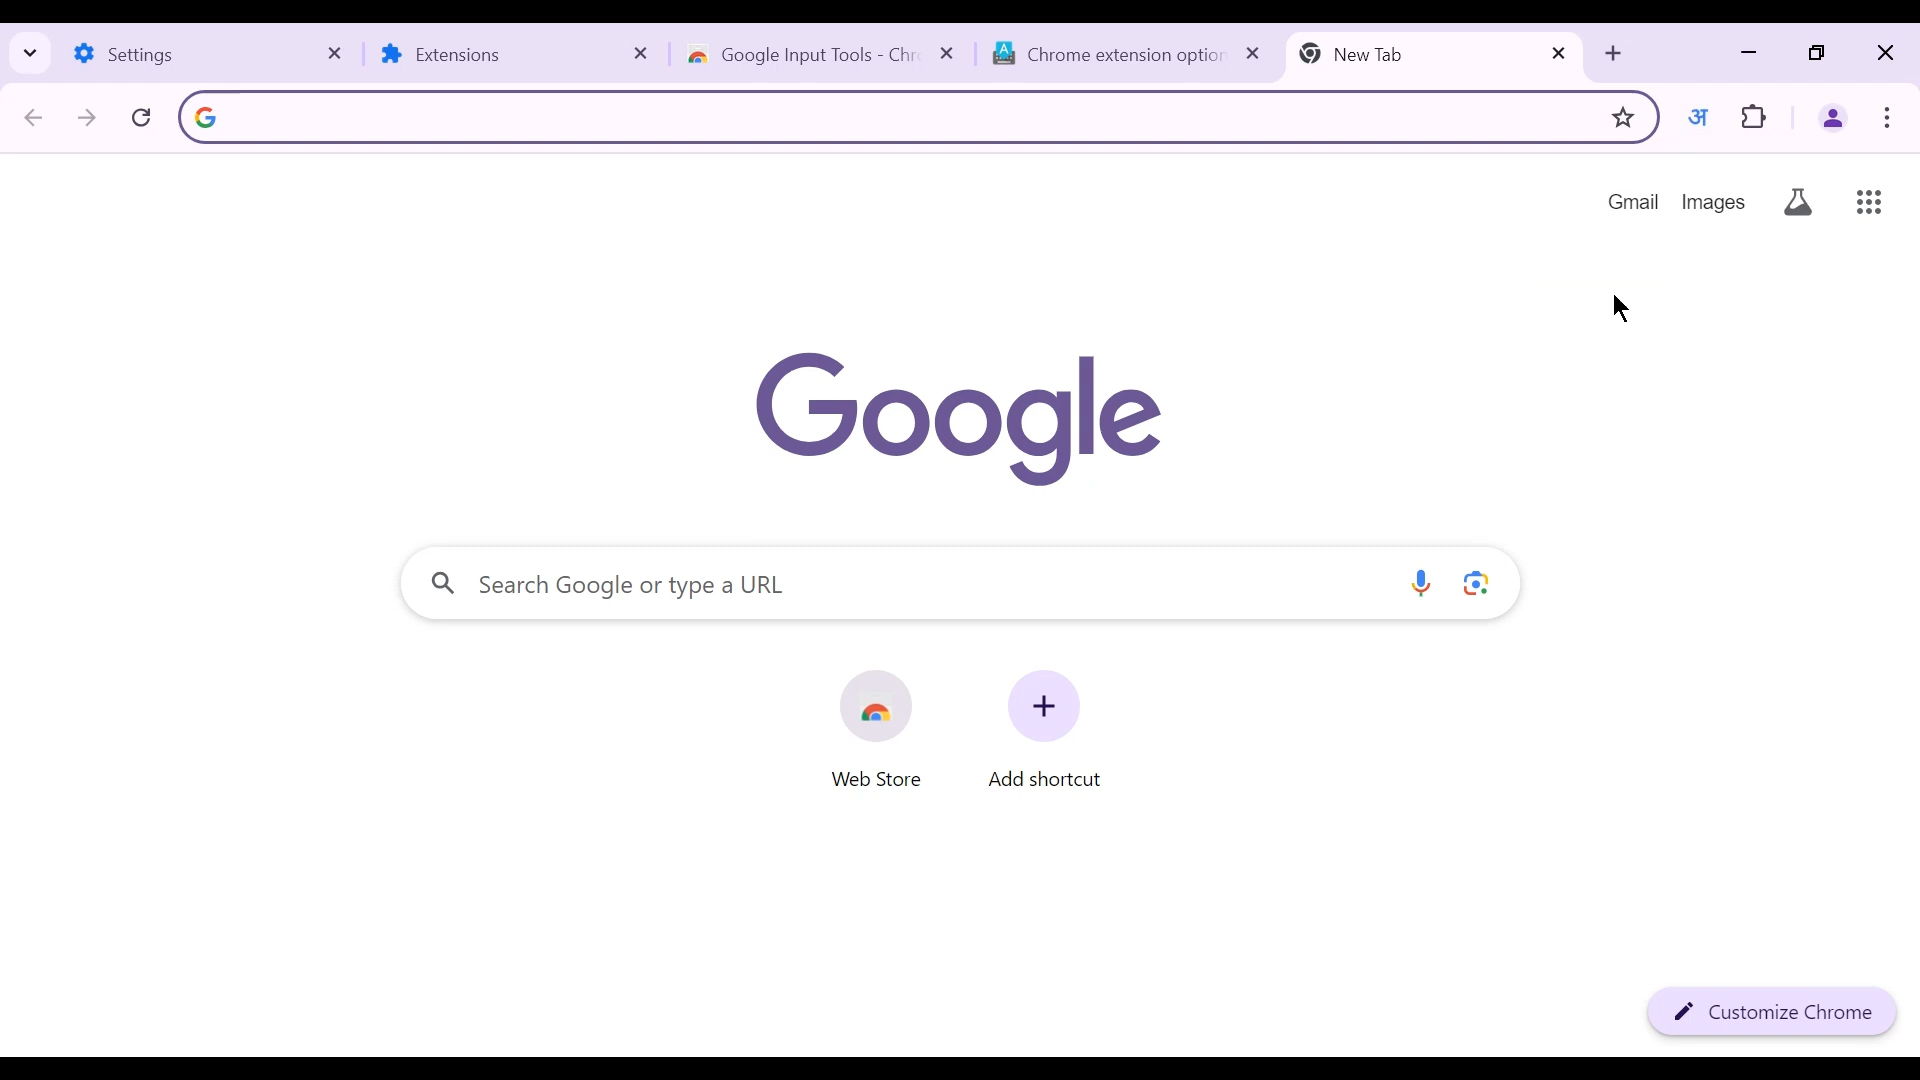 Settings
Extensions
Google Input Tools - Chr
Chrome extension option
New Tab
अ
Gmail
Images
Google
Search Google or type a URL
Web Store
Add shortcut
Customize Chrome